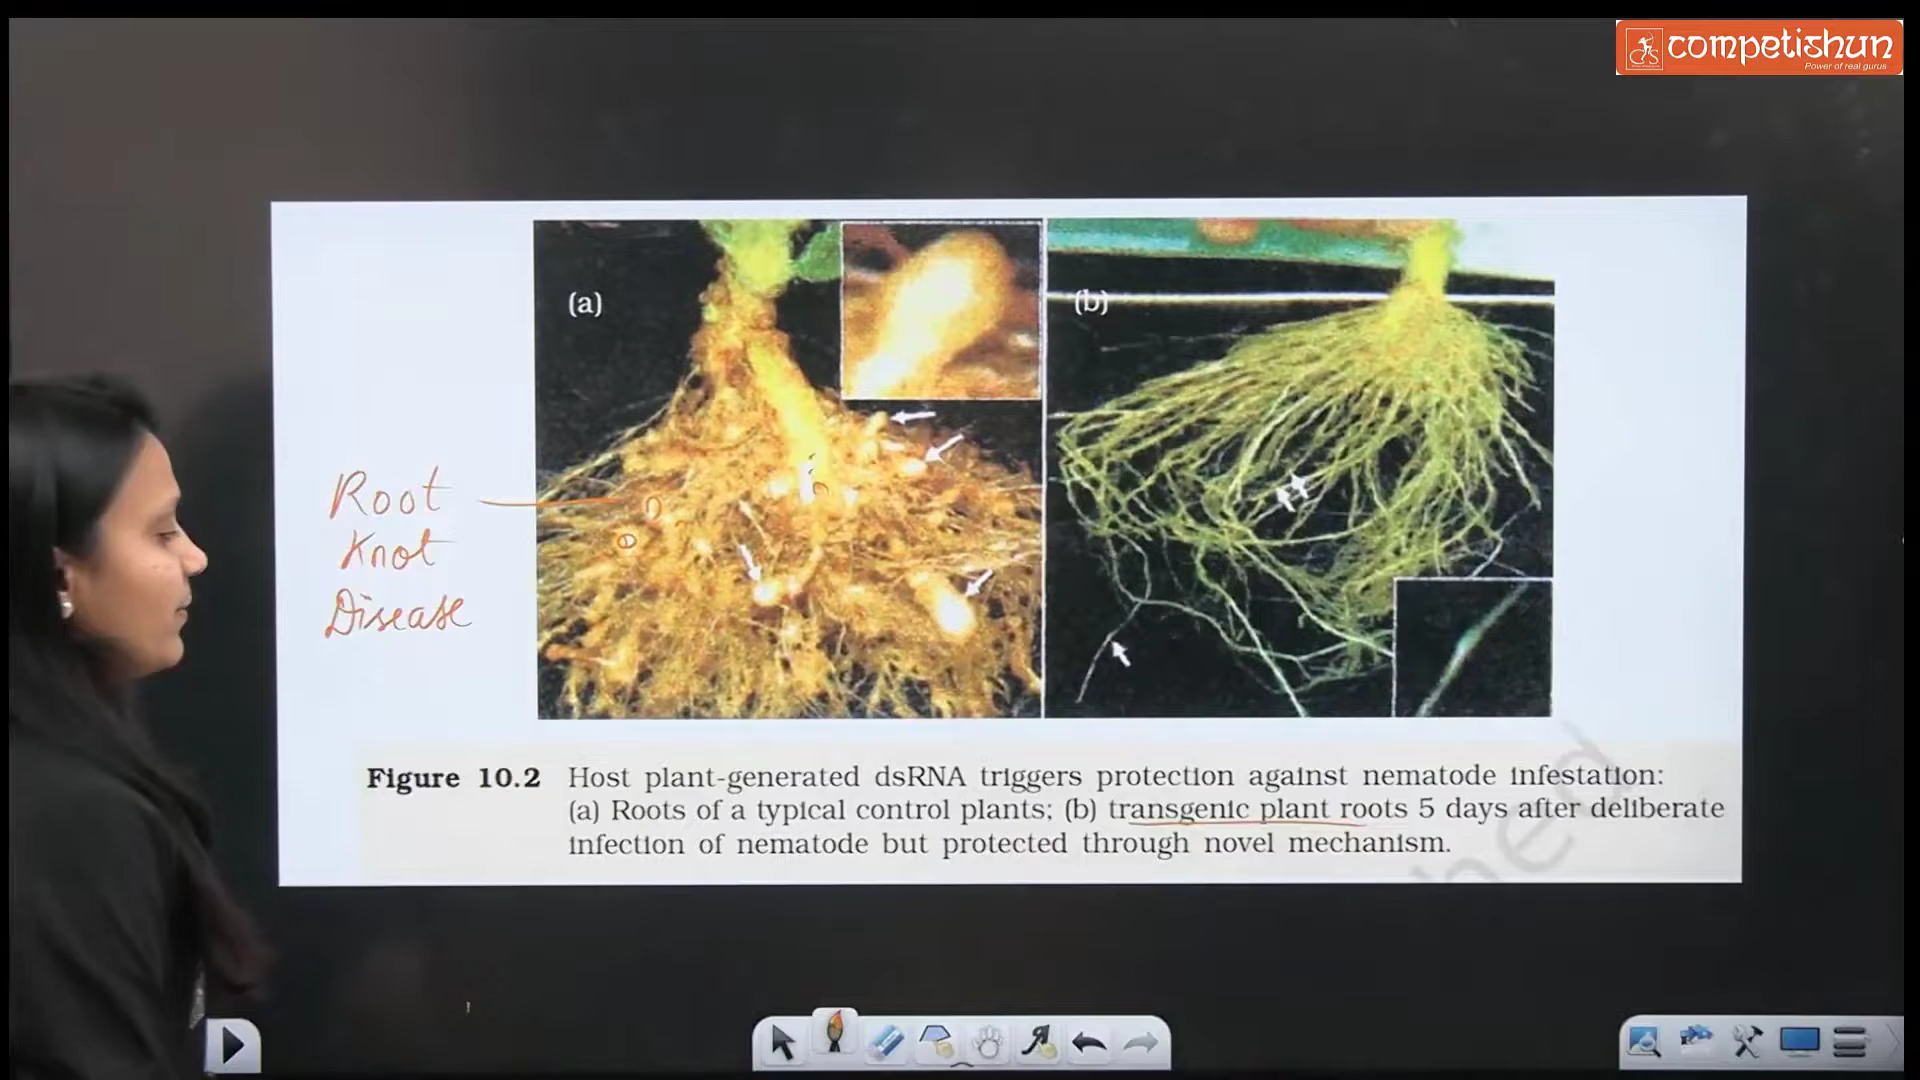 competishun
Power of real gurus
(a)
(b)
Root
Knot
Disease
Figure 10.2 Host plant-generated dsRNA triggers protection against nematode infestation:
(a) Roots of a typical control plants; (b) transgenic plant roots 5 days after deliberate
infection of nematode but protected through novel mechanism.